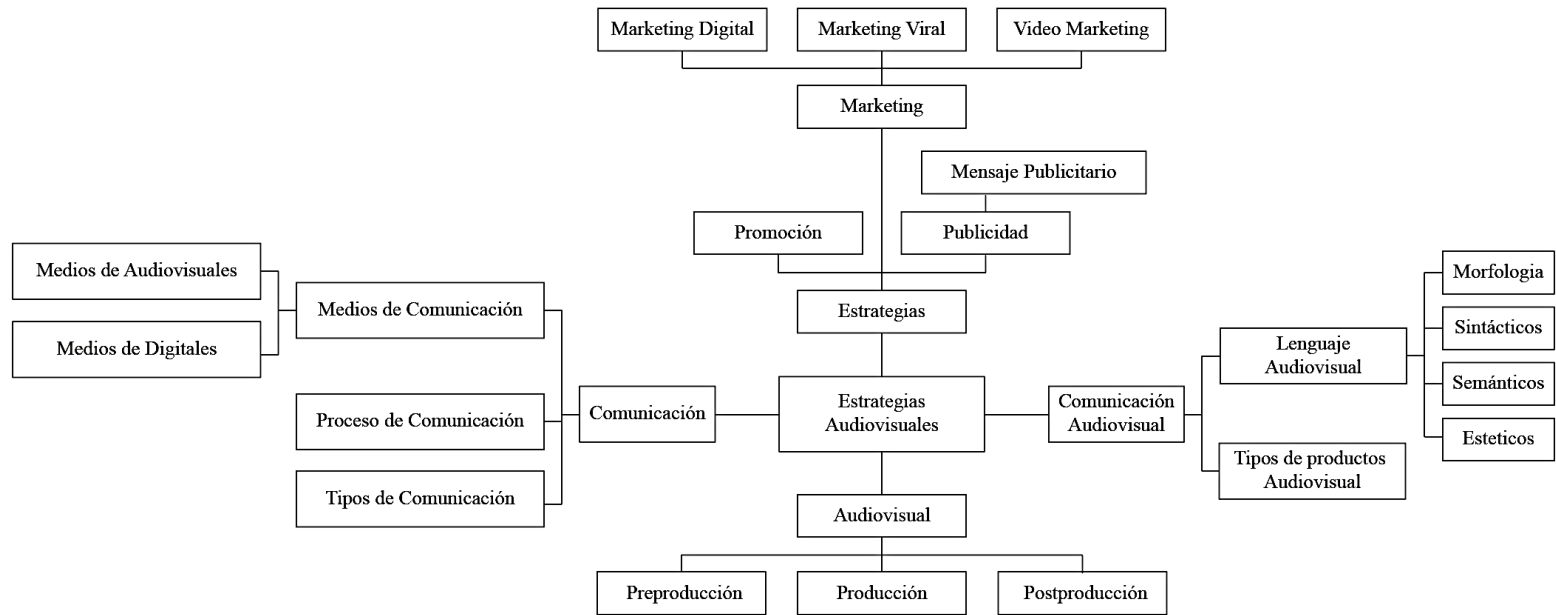 Marketing Digital
Marketing Viral
Video Marketing
Marketing
Mensaje Publicitario
Promoción
Publicidad
Medios de Audiovisuales
Medios de Digitales
Medios de Comunicación
Estrategias
Morfologia
Sintácticos
Semánticos
Esteticos
Lenguaje
Audiovisual
Proceso de Comunicación
Comunicación
Estrategias
Audiovisuales
Comunicación
Audiovisual
Tipos de productos
Audiovisual
Tipos de Comunicación
Audiovisual
Preproducción
Producción
Postproducción